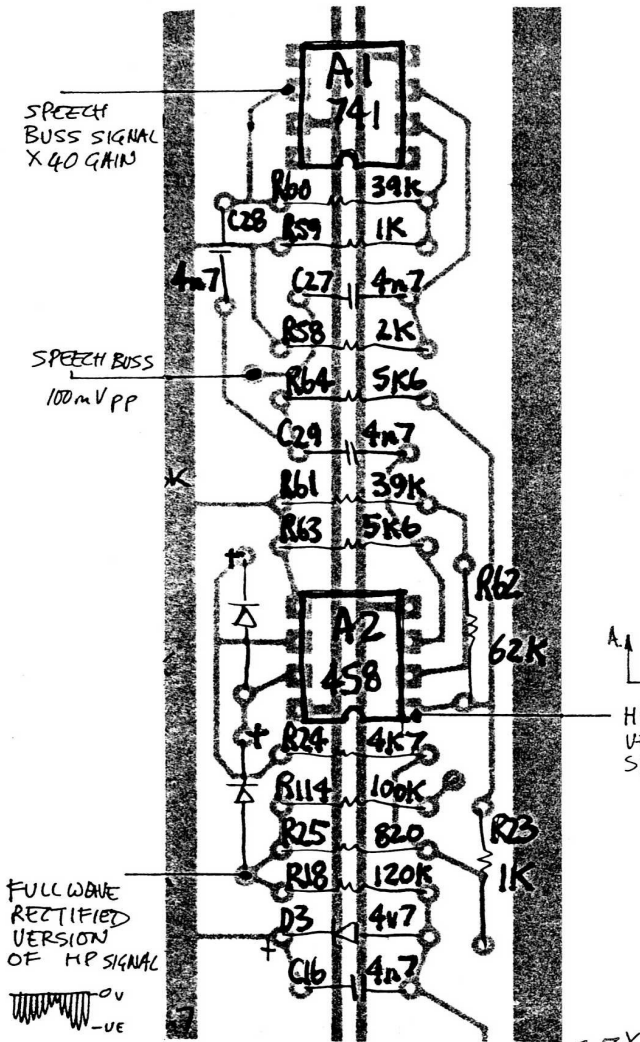 A1
741
SPEECH
BUSS SIGNAL
X40 GAIN
R60 39K
C28
R59 1K
4n7
C27 4n7
R58 2K
SPEECH BUSS
100mV pp
R64 5K6
C29 4n7
K
R61 39K
R63 5K6
+
R62
A2
62K
458
A.
H
S
+
R24 4K7
R114 100K
R25 820
R23
1K
R18 120K
FULL WAVE
RECTIFIED
VERSION
OF HP SIGNAL
D3 4V7
+
C16 4n7
0V
-VE
7